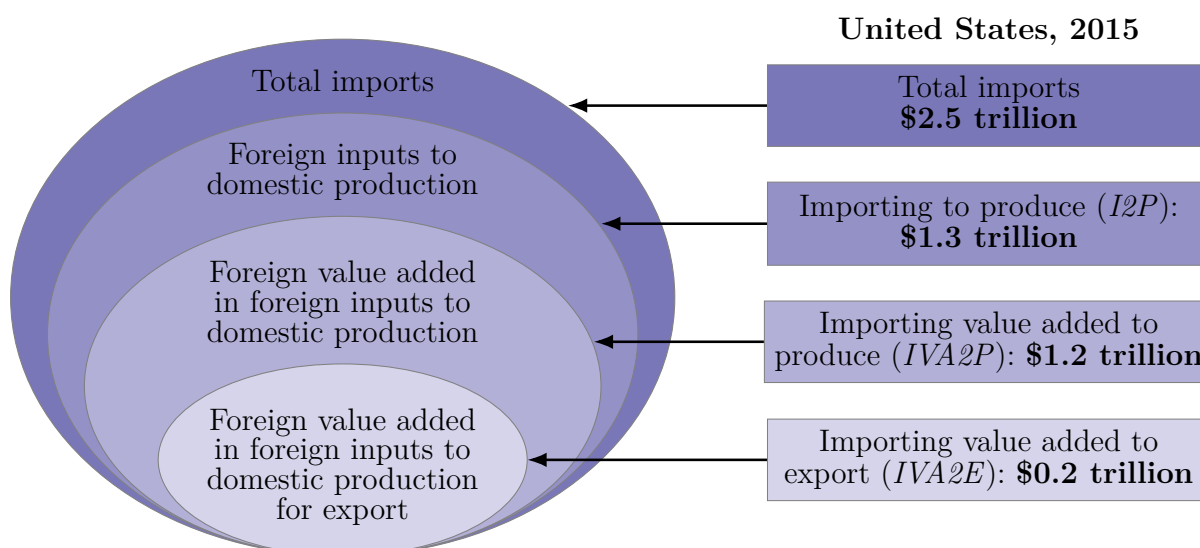 United States, 2015
Total imports
Foreign inputs to
domestic production
Foreign value added
in foreign inputs to
domestic production
Foreign value added
in foreign inputs to
domestic production
for export
Total imports
$2.5 trillion
Importing to produce (I2P):
$1.3 trillion
Importing value added to
produce (IVA2P): $1.2 trillion
Importing value added to
export (IVA2E): $0.2 trillion